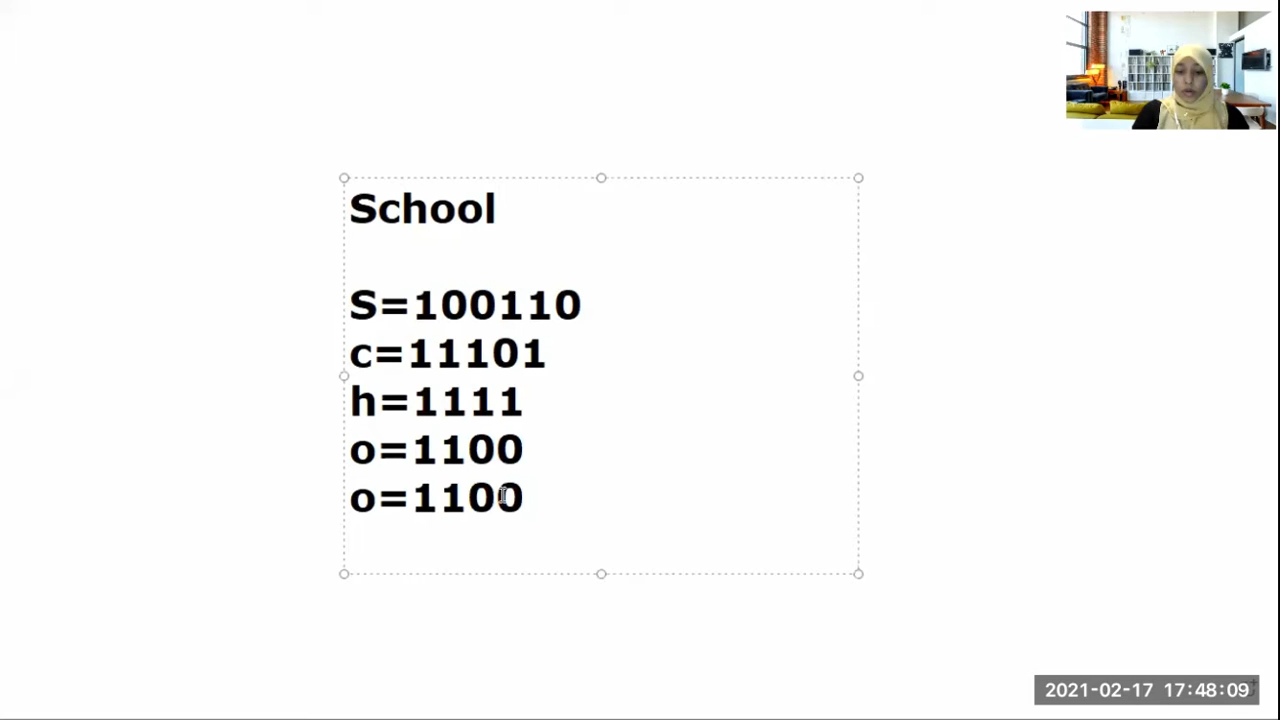 School
S=100110
c=11101
h=1111
o=1100
o=1100
2021-02-17 17:48:09